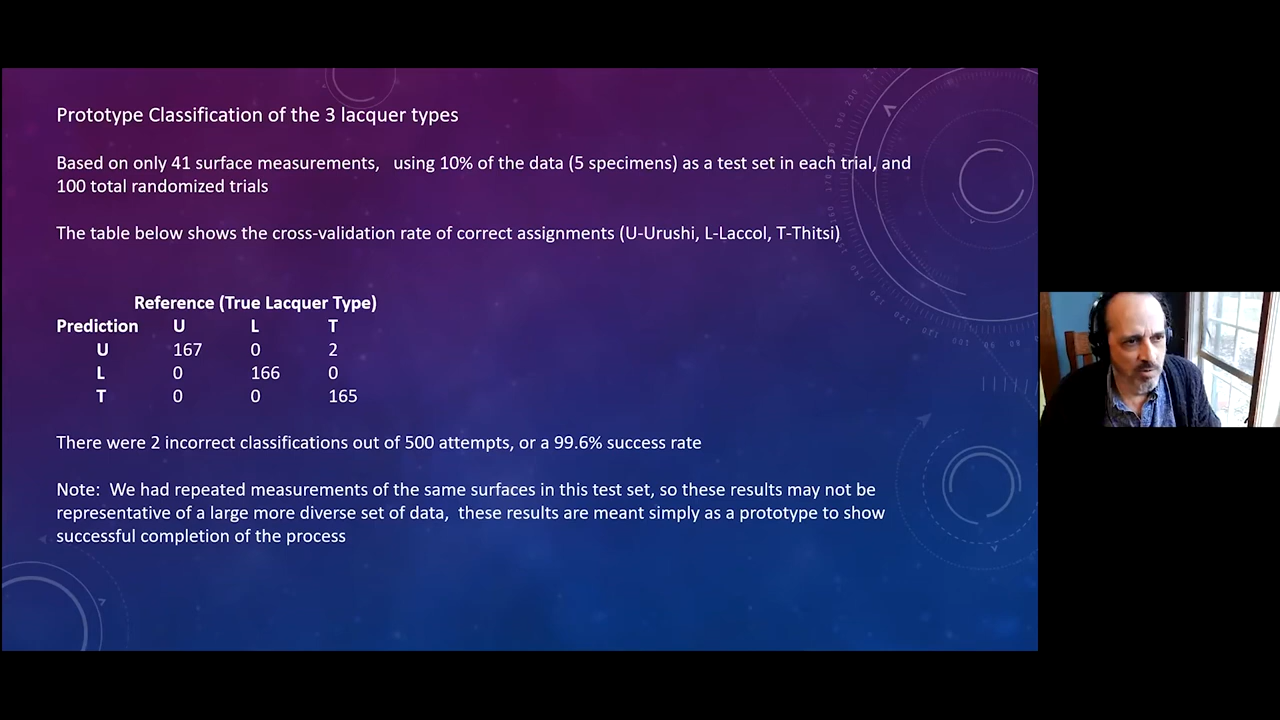 Prototype Classification of the 3 lacquer types
Based on only 41 surface measurements, using 10% of the data (5 specimens) as a test set in each trial, and
100 total randomized trials
The table below shows the cross-validation rate of correct assignments (U-Urushi, L-Laccol, T-Thitsi)
Reference (True Lacquer Type)
Prediction U L T
U 167 0 2
L 0 166 0
T 0 0 165
There were 2 incorrect classifications out of 500 attempts, or a 99.6% success rate
Note: We had repeated measurements of the same surfaces in this test set, so these results may not be
representative of a large more diverse set of data, these results are meant simply as a prototype to show
successful completion of the process